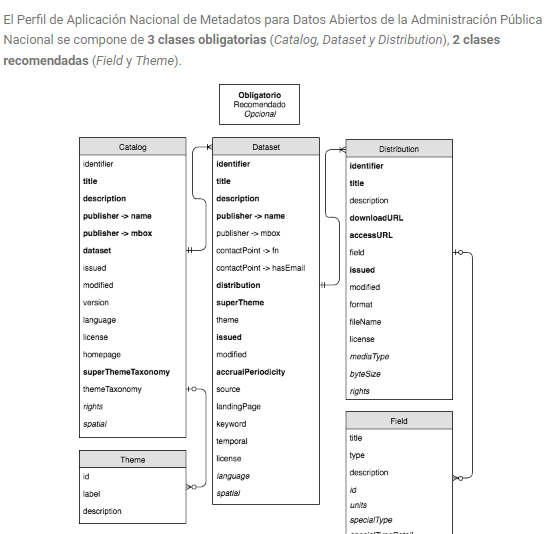 El Perfil de Aplicación Nacional de Metadatos para Datos Abiertos de la Administración Pública
Nacional se compone de 3 clases obligatorias (Catalog, Dataset y Distribution), 2 clases
recomendadas (Field y Theme).
Obligatorio
Recomendado
Opcional
Catalog
identifier
title
description
publisher -> name
publisher -> mbox
dataset
issued
modified
version
language
license
homepage
superThemeTaxonomy
themeTaxonomy
rights
spatial
Theme
id
label
description
Dataset
identifier
title
description
publisher -> name
publisher -> mbox
contactPoint -> fn
contactPoint -> hasEmail
distribution
superTheme
theme
issued
modified
accrualPeriodicity
source
landingPage
keyword
temporal
license
language
spatial
Distribution
identifier
title
description
downloadURL
accessURL
field
issued
modified
format
fileName
license
mediaType
byteSize
rights
Field
title
type
description
id
units
specialType